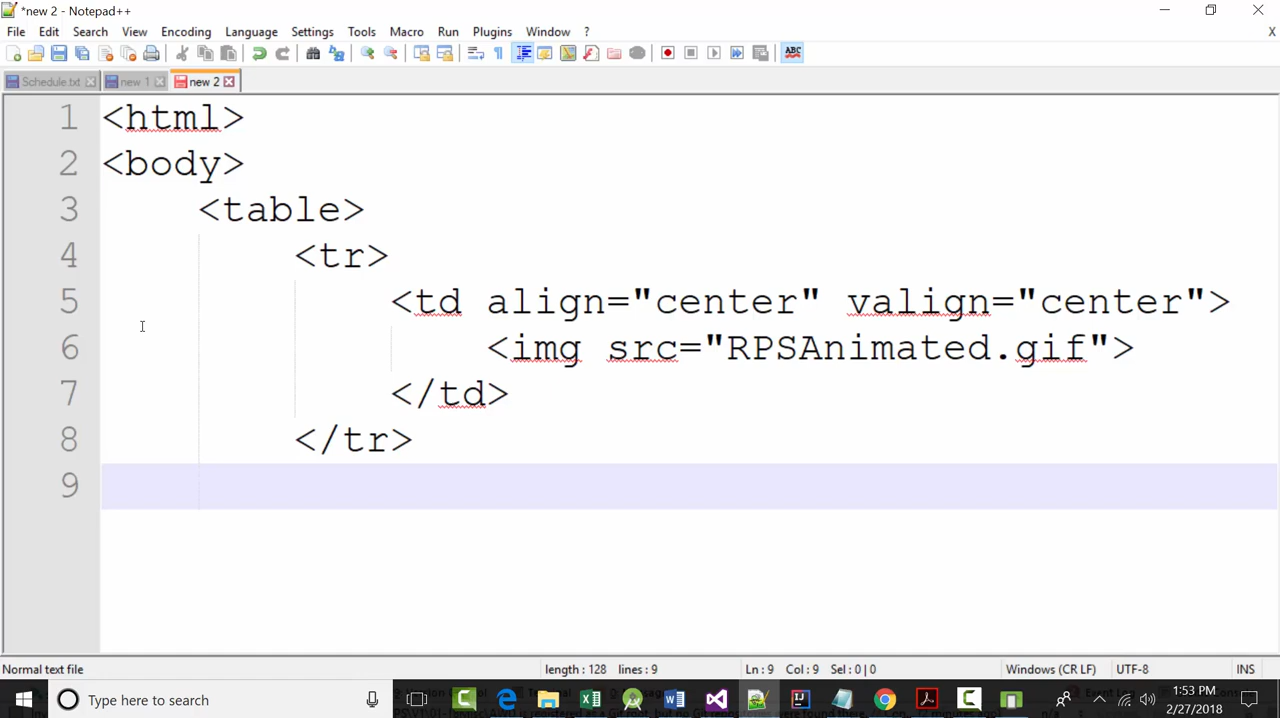 *new 2 - Notepad++
File Edit Search View Encoding Language Settings Tools Macro Run Plugins Window ? X
ABC
Schedule.txt new 1 new 2
1 <html>
2 <body>
3 <table>
4 <tr>
5 <td align="center" valign="center">
6 <img src="RPSAnimated.gif">
7 </td>
8 </tr>
9
Normal text file length : 128 lines : 9 Ln : 9 Col : 9 Sel : 0 | 0 Windows (CR LF) UTF-8 INS
Type here to search
1:53 PM
2/27/2018